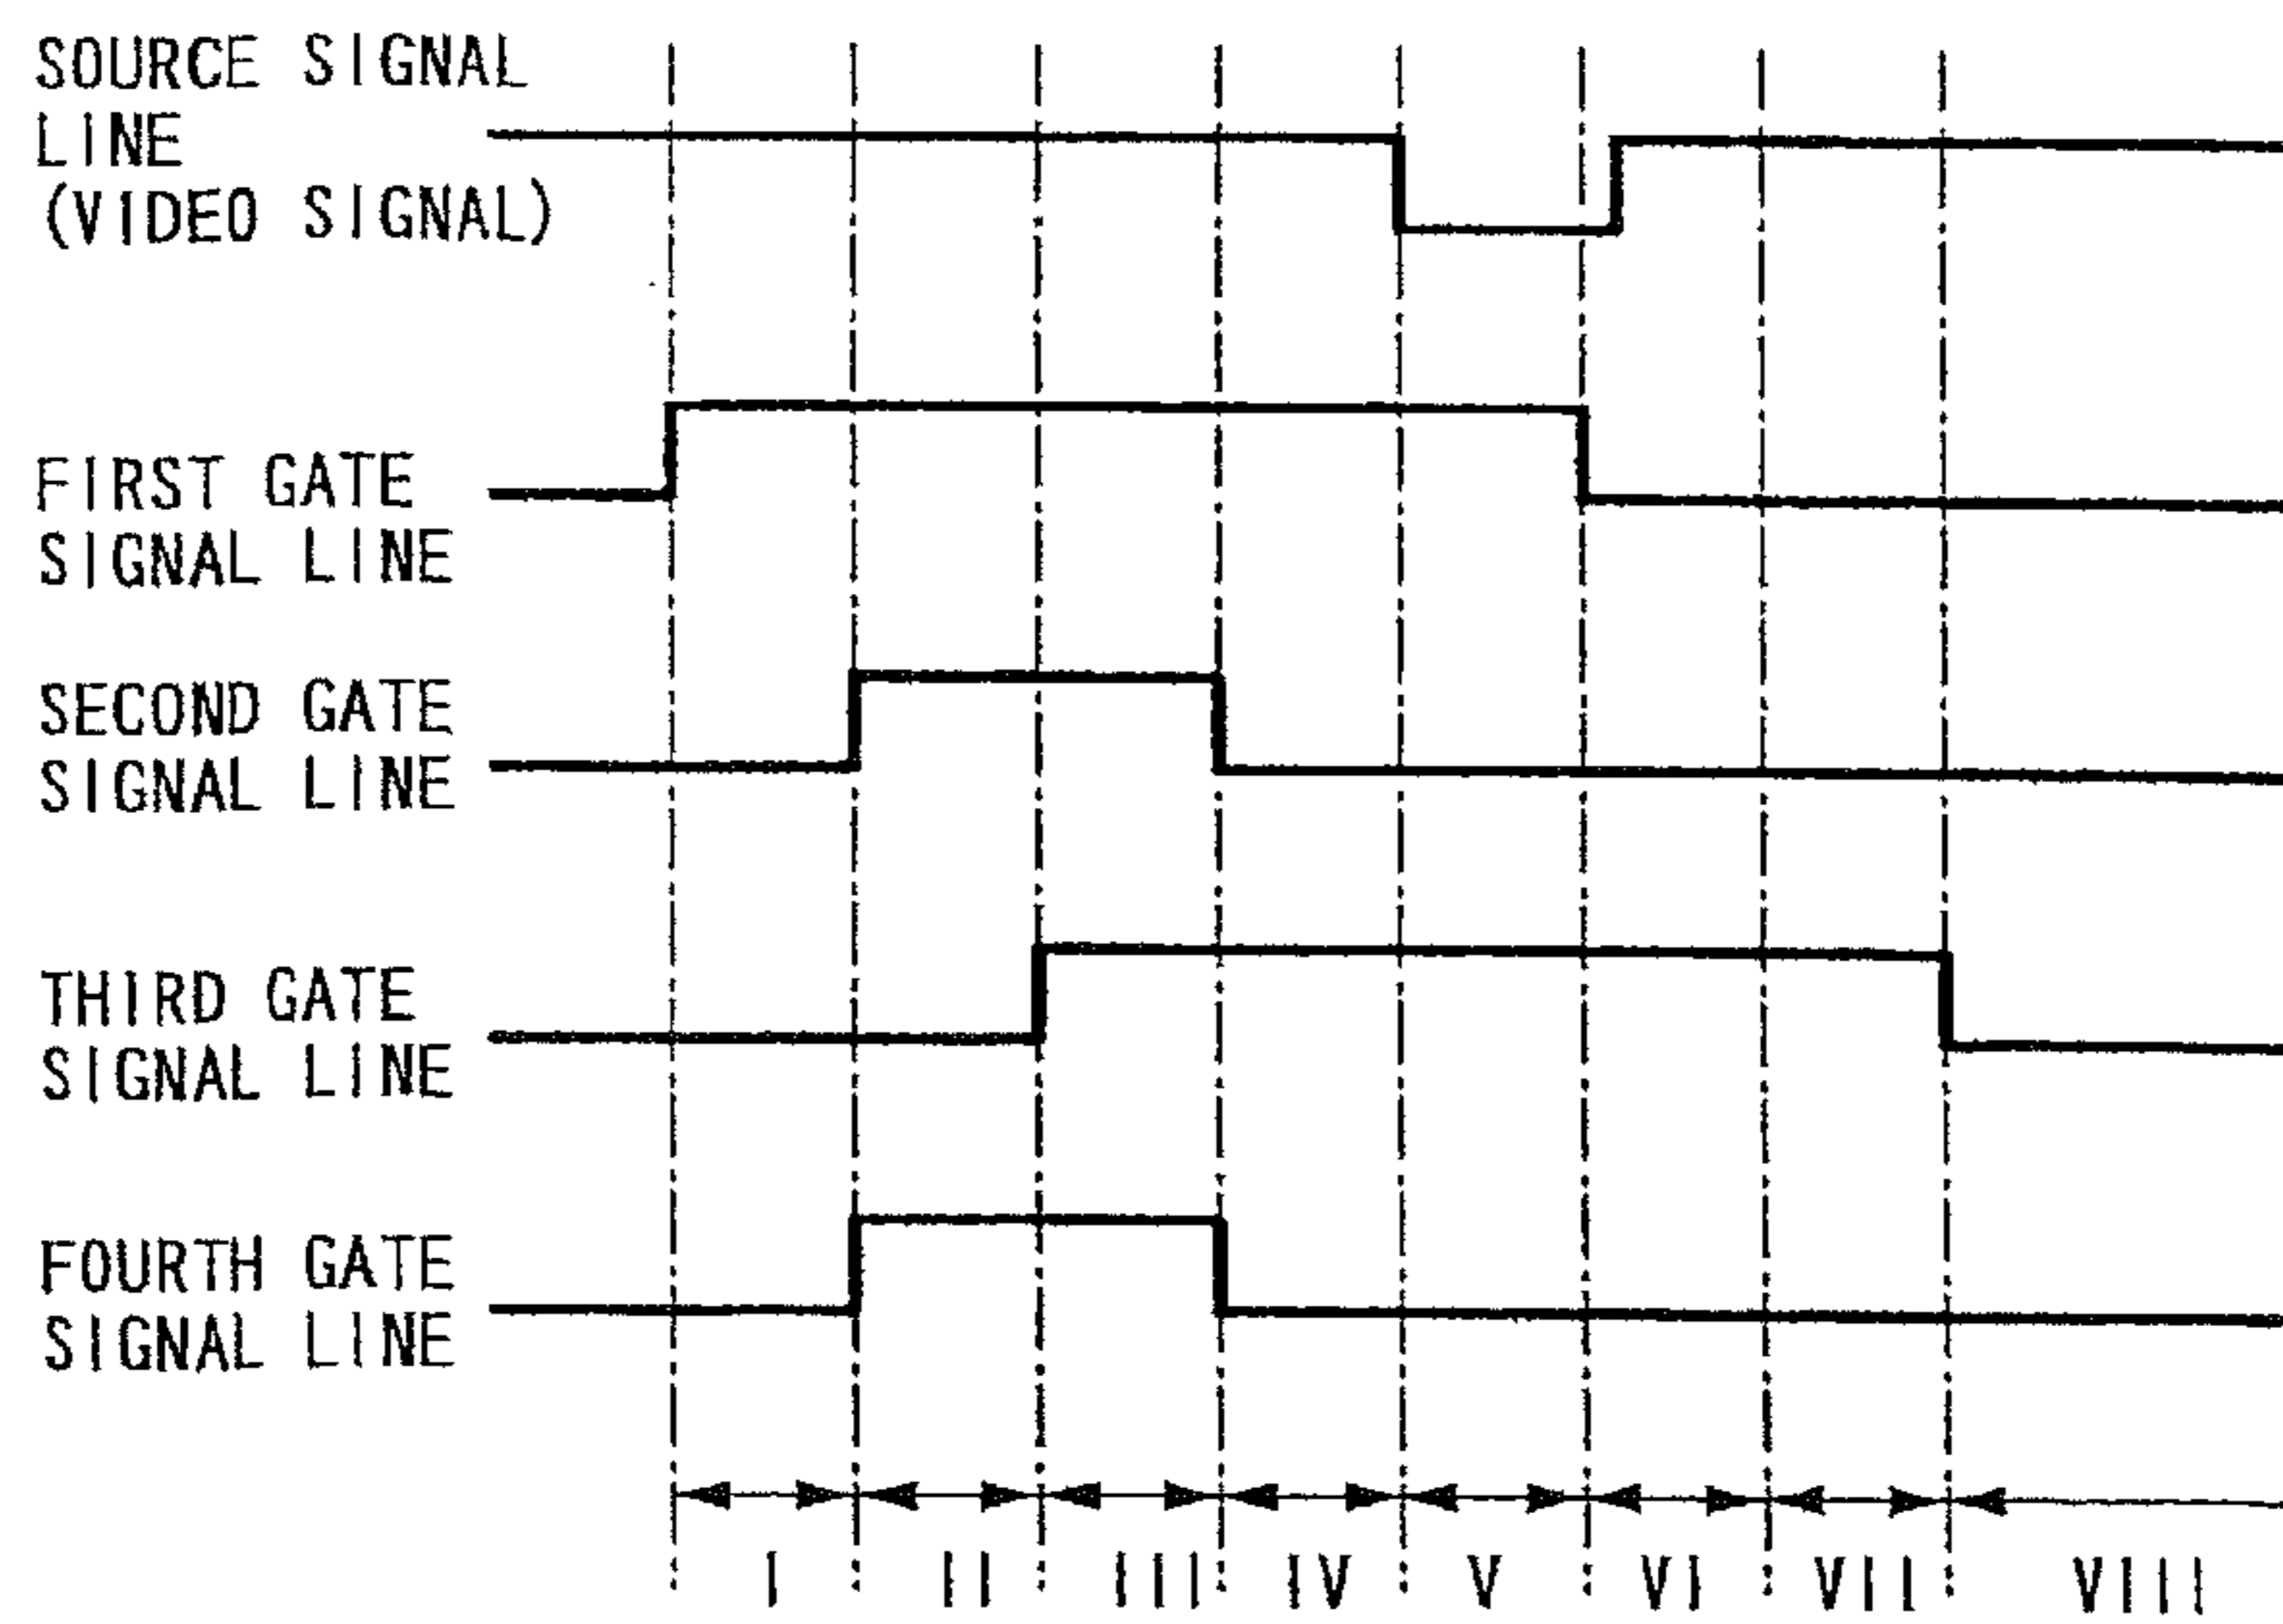 SOURCE SIGNAL
LINE
(VIDEO SIGNAL)
FIRST GATE
SIGNAL LINE
SECOND GATE
SIGNAL LINE
THIRD GATE
SIGNAL LINE
FOURTH GATE
SIGNAL LINE
I II III IV V VI VII VIII